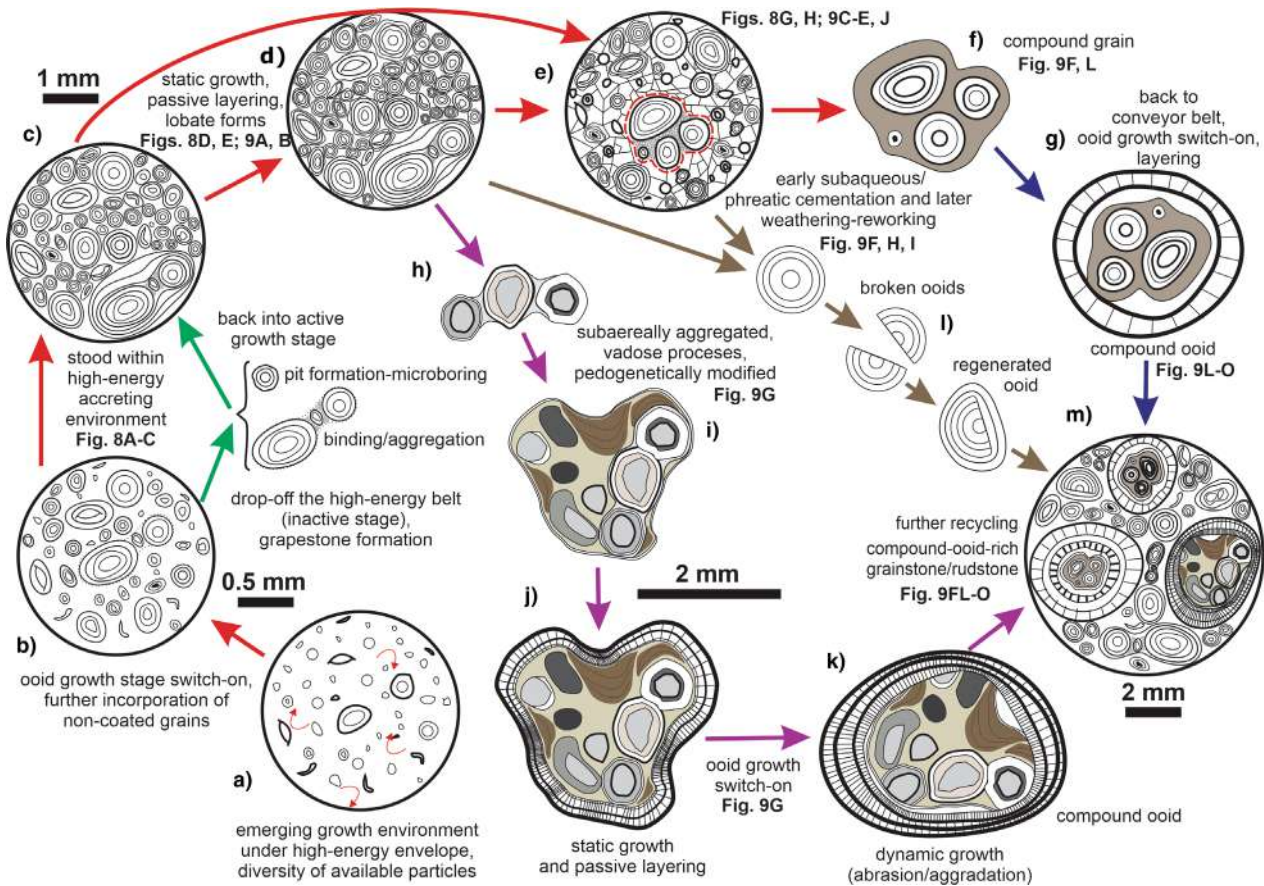 Figs. 8G, H; 9C-E, J
f)
compound grain
Fig. 9F, L
d)
1 mm
static growth,
passive layering,
lobate forms
Figs. 8D, E; 9A, B
e)
c)
back to
conveyor belt,
ooid growth switch-on,
layering
g)
early subaqueous/
phreatic cementation and later
weathering-reworking
Fig. 9F, H, I
h)
broken ooids
l)
regenerated
ooid
compound ooid
Fig. 9L-O
m)
back into active
growth stage
pit formation-microboring
binding/aggregation
stood within
high-energy
accreting
environment
Fig. 8A-C
subaereally aggregated,
vadose proceses,
pedogenetically modified
Fig. 9G
i)
drop-off the high-energy belt
(inactive stage),
grapestone formation
further recycling
compound-ooid-rich
grainstone/rudstone
Fig. 9FL-O
0.5 mm
2 mm
j)
b)
ooid growth stage switch-on,
further incorporation of
non-coated grains
k)
2 mm
a)
ooid growth
switch-on
Fig. 9G
emerging growth environment
under high-energy envelope,
diversity of available particles
static growth
and passive layering
compound ooid
dynamic growth
(abrasion/aggradation)